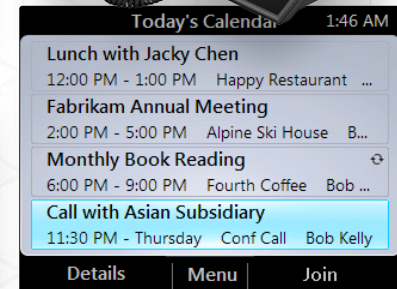 Today's Calendar 1:46 AM
Lunch with Jacky Chen
12:00 PM - 1:00 PM Happy Restaurant ...
Fabrikam Annual Meeting
2:00 PM - 5:00 PM Alpine Ski House B...
Monthly Book Reading
6:00 PM - 9:00 PM Fourth Coffee Bob ...
Call with Asian Subsidiary
11:30 PM - Thursday Conf Call Bob Kelly
Details Menu Join